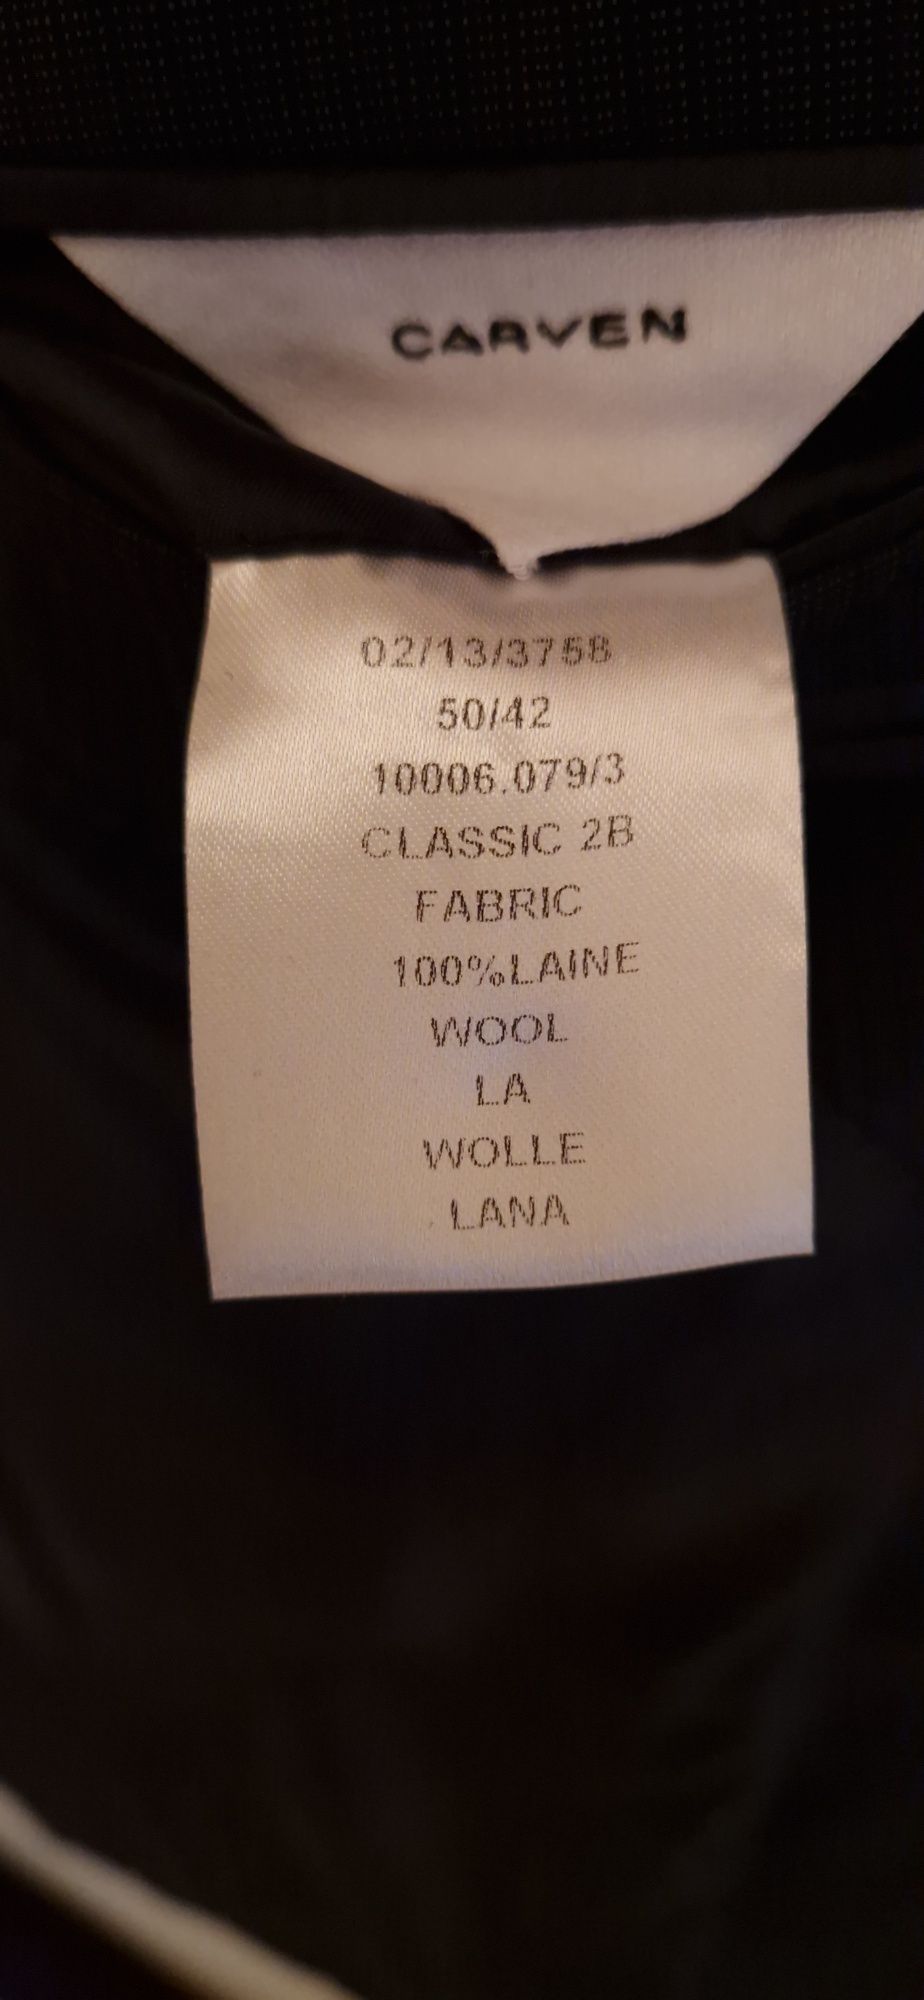 CARVEN
02/13/3758
50/42
10006.079/3
CLASSIC 2B
FABRIC
100%LAINE
WOOL
LA
WOLLE
LANA